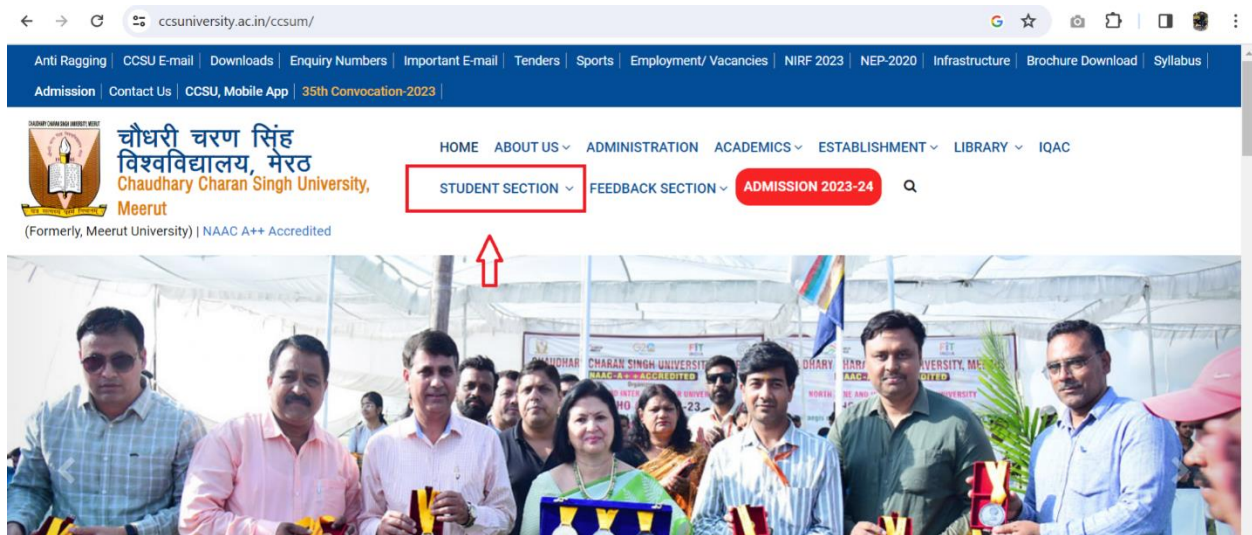 ccsuniversity.ac.in/ccsum/
Anti Ragging | CCSU E-mail | Downloads | Enquiry Numbers | Important E-mail | Tenders | Sports | Employment/ Vacancies | NIRF 2023 | NEP-2020 | Infrastructure | Brochure Download | Syllabus |
Admission | Contact Us | CCSU, Mobile App | 35th Convocation-2023 |
चौधरी चरण सिंह
विश्वविद्यालय, मेरठ
Chaudhary Charan Singh University,
Meerut
(Formerly, Meerut University) | NAAC A++ Accredited
HOME ABOUT US ADMINISTRATION ACADEMICS ESTABLISHMENT LIBRARY IQAC
STUDENT SECTION FEEDBACK SECTION ADMISSION 2023-24
CHARAN SINGH UNIVERSIT
NAAC-A++ACCREDITED